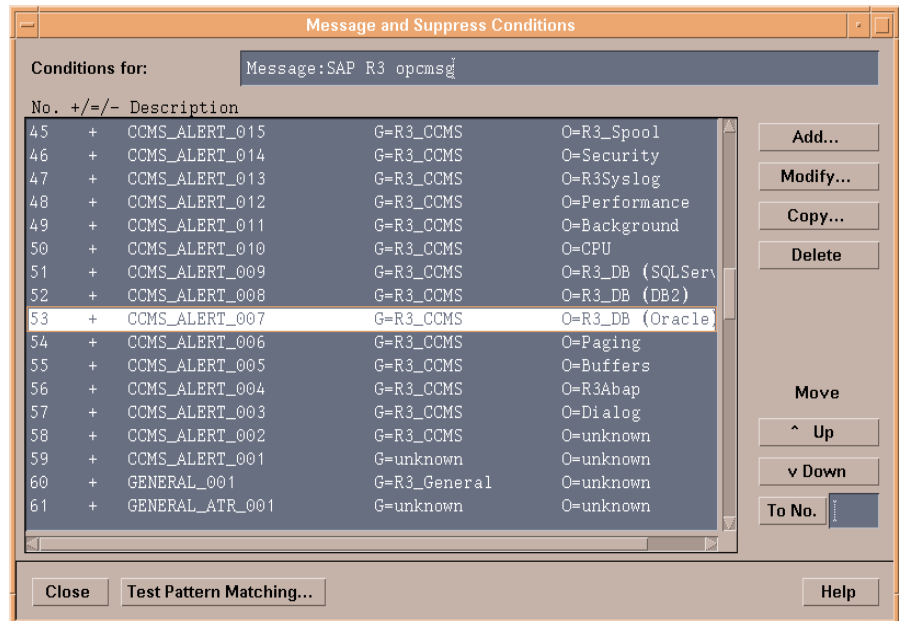 Message and Suppress Conditions
Conditions for: Message:SAP R3 opcmsg
No. +/=/- Description
45 + CCMS_ALERT_015 G=R3_CCMS O=R3_Spool
46 + CCMS_ALERT_014 G=R3_CCMS O=Security
47 + CCMS_ALERT_013 G=R3_CCMS O=R3Syslog
48 + CCMS_ALERT_012 G=R3_CCMS O=Performance
49 + CCMS_ALERT_011 G=R3_CCMS O=Background
50 + CCMS_ALERT_010 G=R3_CCMS O=CPU
51 + CCMS_ALERT_009 G=R3_CCMS O=R3_DB (SQLServ
52 + CCMS_ALERT_008 G=R3_CCMS O=R3_DB (DB2)
53 + CCMS_ALERT_007 G=R3_CCMS O=R3_DB (Oracle)
54 + CCMS_ALERT_006 G=R3_CCMS O=Paging
55 + CCMS_ALERT_005 G=R3_CCMS O=Buffers
56 + CCMS_ALERT_004 G=R3_CCMS O=R3Abap
57 + CCMS_ALERT_003 G=R3_CCMS O=Dialog
58 + CCMS_ALERT_002 G=R3_CCMS O=unknown
59 + CCMS_ALERT_001 G=unknown O=unknown
60 + GENERAL_001 G=R3_General O=unknown
61 + GENERAL_ATR_001 G=unknown O=unknown
Add...
Modify...
Copy...
Delete
Move
^ Up
v Down
To No.
Close Test Pattern Matching... Help